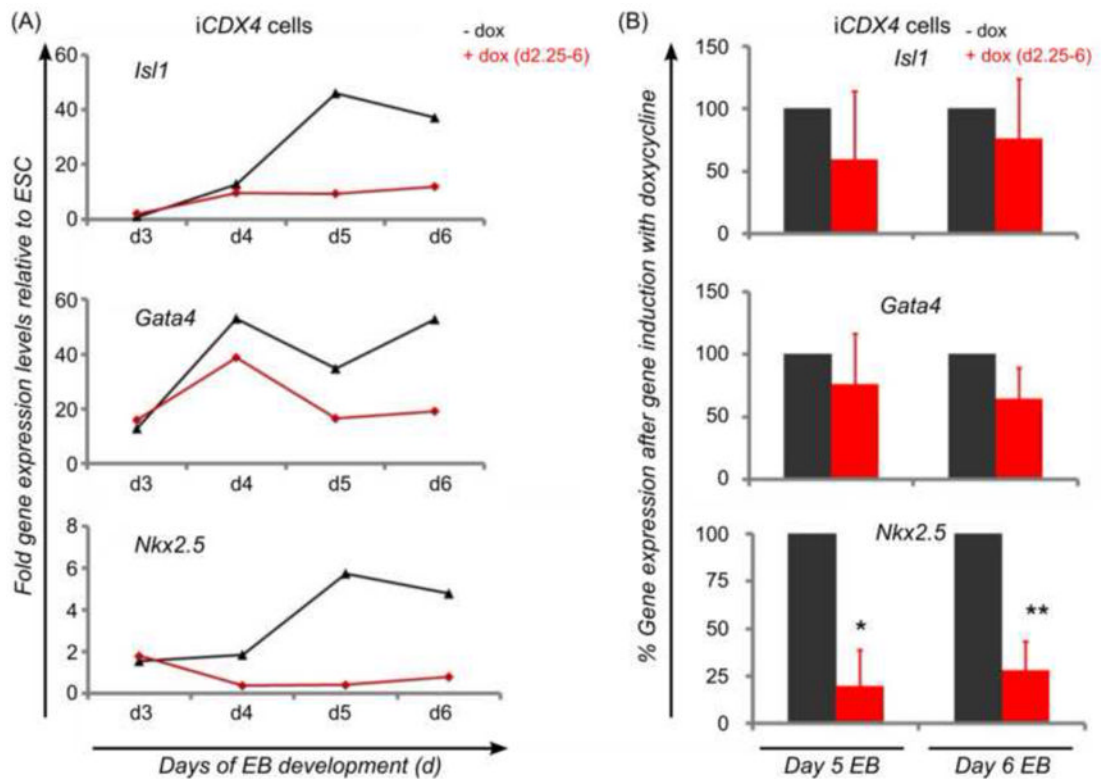 (A)
iCDX4 cells
- dox
+ dox (d2.25-6)
Fold gene expression levels relative to ESC
Isl1
60
40
20
0
d3 d4 d5 d6
Gata4
60
40
20
0
d3 d4 d5 d6
Nkx2.5
8
6
4
2
0
d3 d4 d5 d6
Days of EB development (d)
(B)
iCDX4 cells
- dox
+ dox (d2.25-6)
% Gene expression after gene induction with doxycycline
Isl1
150
100
50
0
Gata4
150
100
50
0
Nkx2.5
100
75
50
25
0
*
**
Day 5 EB Day 6 EB